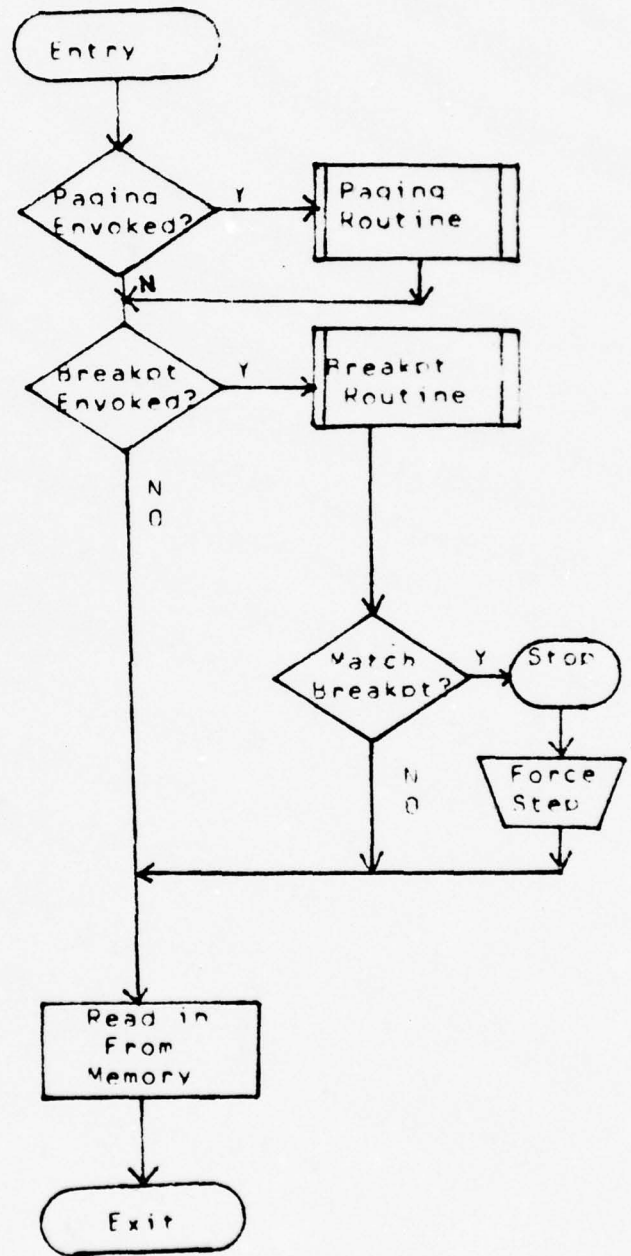 Entry
Paging
Envoked?
Y
Paging
Routine
N
Breakpt
Envoked?
Y
Breakpt
Routine
N
O
Match
Breakpt?
Y
Stop
N
O
Force
Step
Read in
From
Memory
Exit